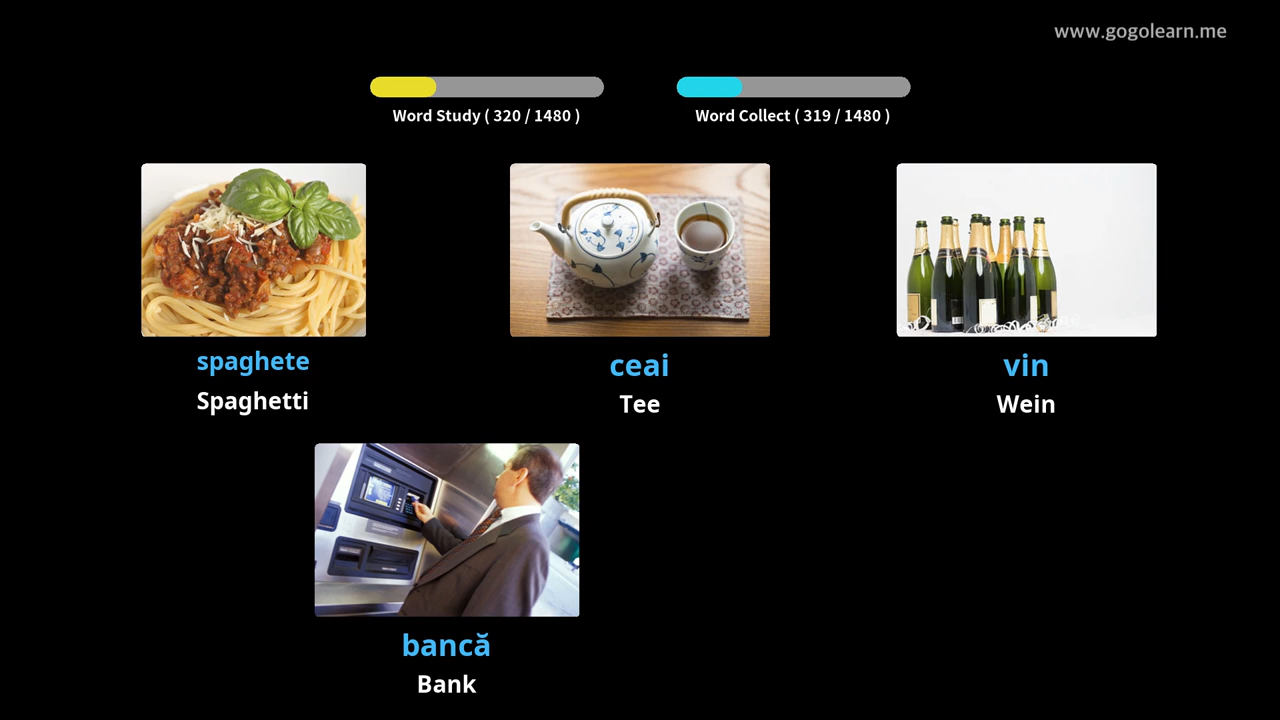 www.gogolearn.me
Word Study ( 320 / 1480 )
Word Collect ( 319 / 1480 )
spaghete
Spaghetti
ceai
Tee
vin
Wein
bancă
Bank